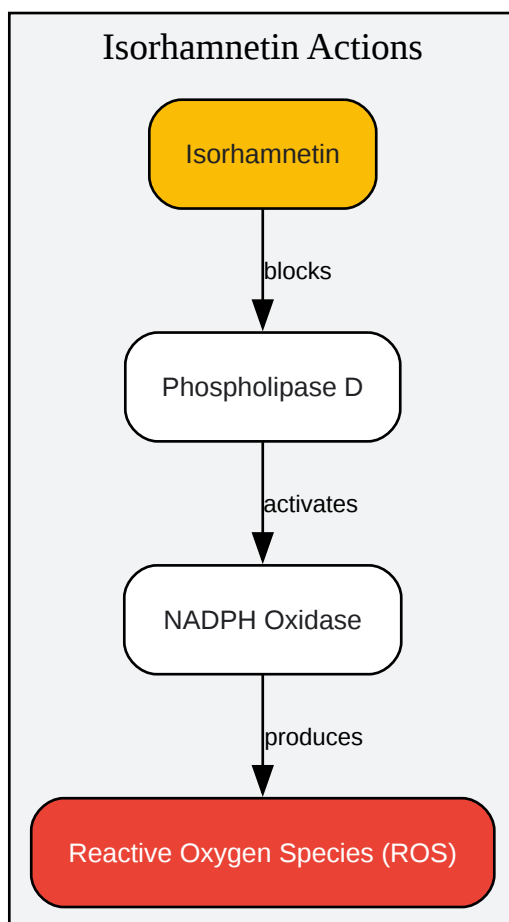 Isorhamnetin Actions
Isorhamnetin
blocks
Phospholipase D
activates
NADPH Oxidase
produces
Reactive Oxygen Species (ROS)